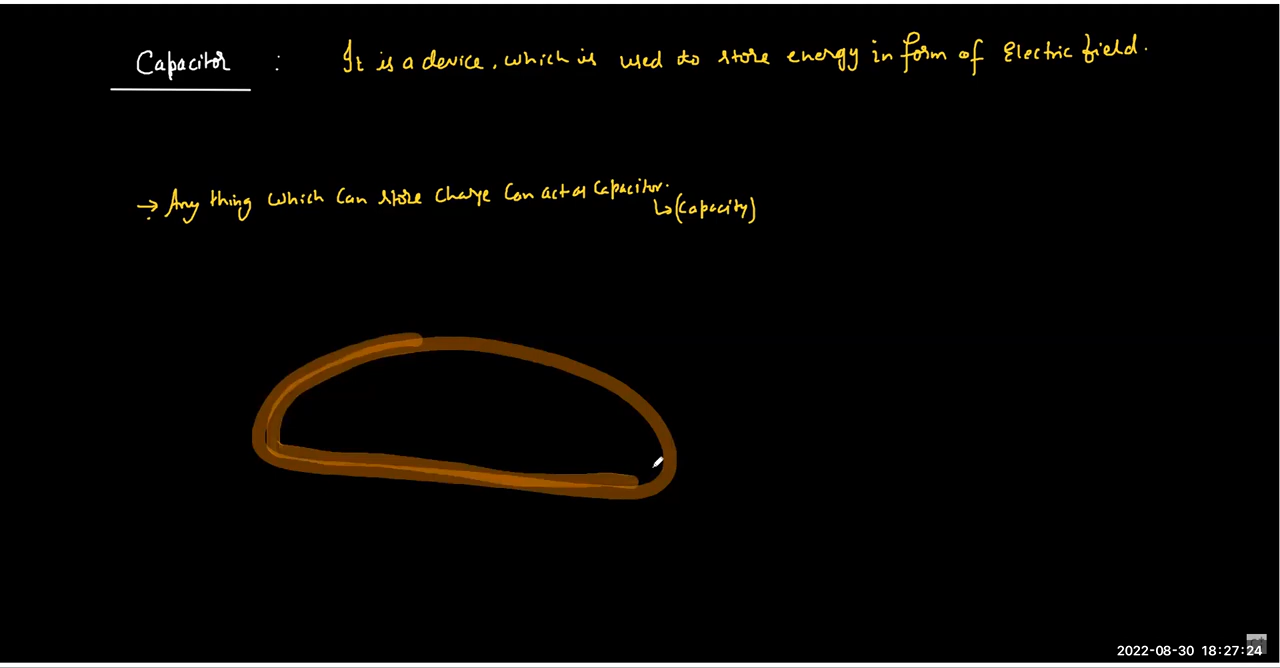 Capacitor : It is a device, which is used to store energy in form of Electric field.
→ Any thing which can store charge can act as capacitor.
↳ (capacity)
2022-08-30 18:27:24